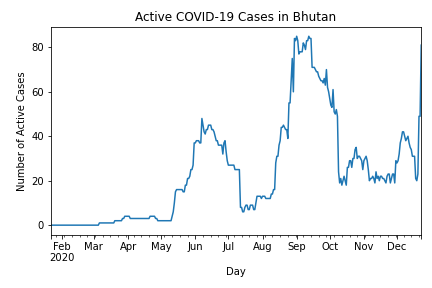 Active COVID-19 Cases in Bhutan
Number of Active Cases
80
60
40
20
0
Feb Mar Apr May Jun Jul Aug Sep Oct Nov Dec
2020
Day